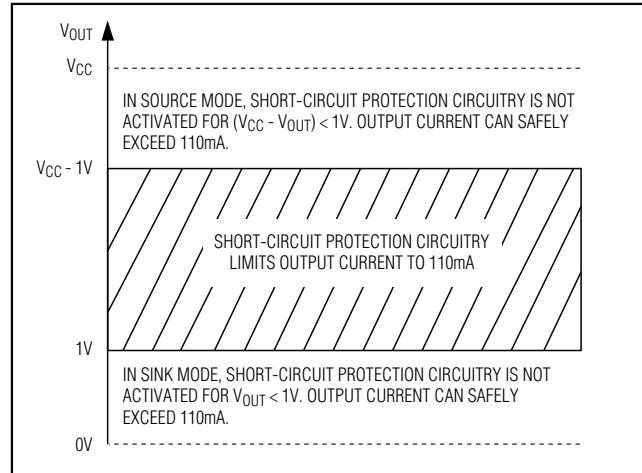 VOUT
VCC
IN SOURCE MODE, SHORT-CIRCUIT PROTECTION CIRCUITRY IS NOT
ACTIVATED FOR (VCC - VOUT) < 1V. OUTPUT CURRENT CAN SAFELY
EXCEED 110mA.
VCC - 1V
SHORT-CIRCUIT PROTECTION CIRCUITRY
LIMITS OUTPUT CURRENT TO 110mA
1V
IN SINK MODE, SHORT-CIRCUIT PROTECTION CIRCUITRY IS NOT
ACTIVATED FOR VOUT < 1V. OUTPUT CURRENT CAN SAFELY
EXCEED 110mA.
0V